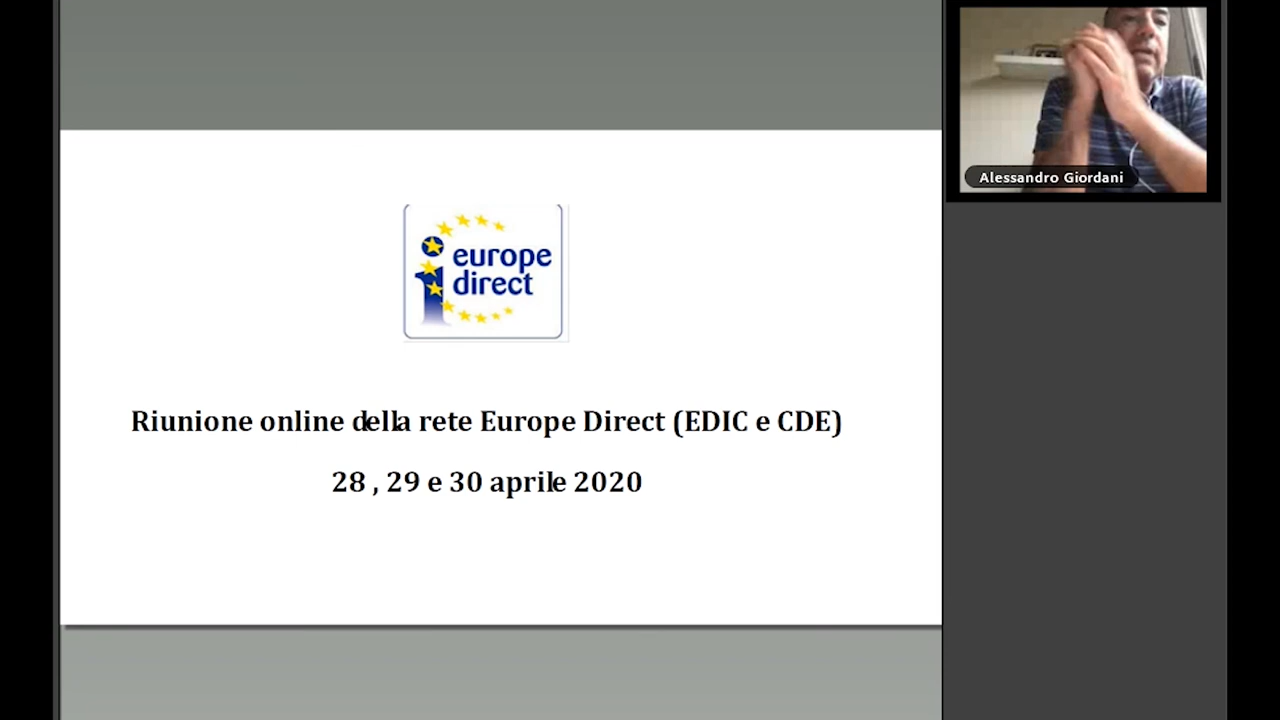 europe
direct
Riunione online della rete Europe Direct (EDIC e CDE)
28 , 29 e 30 aprile 2020
Alessandro Giordani